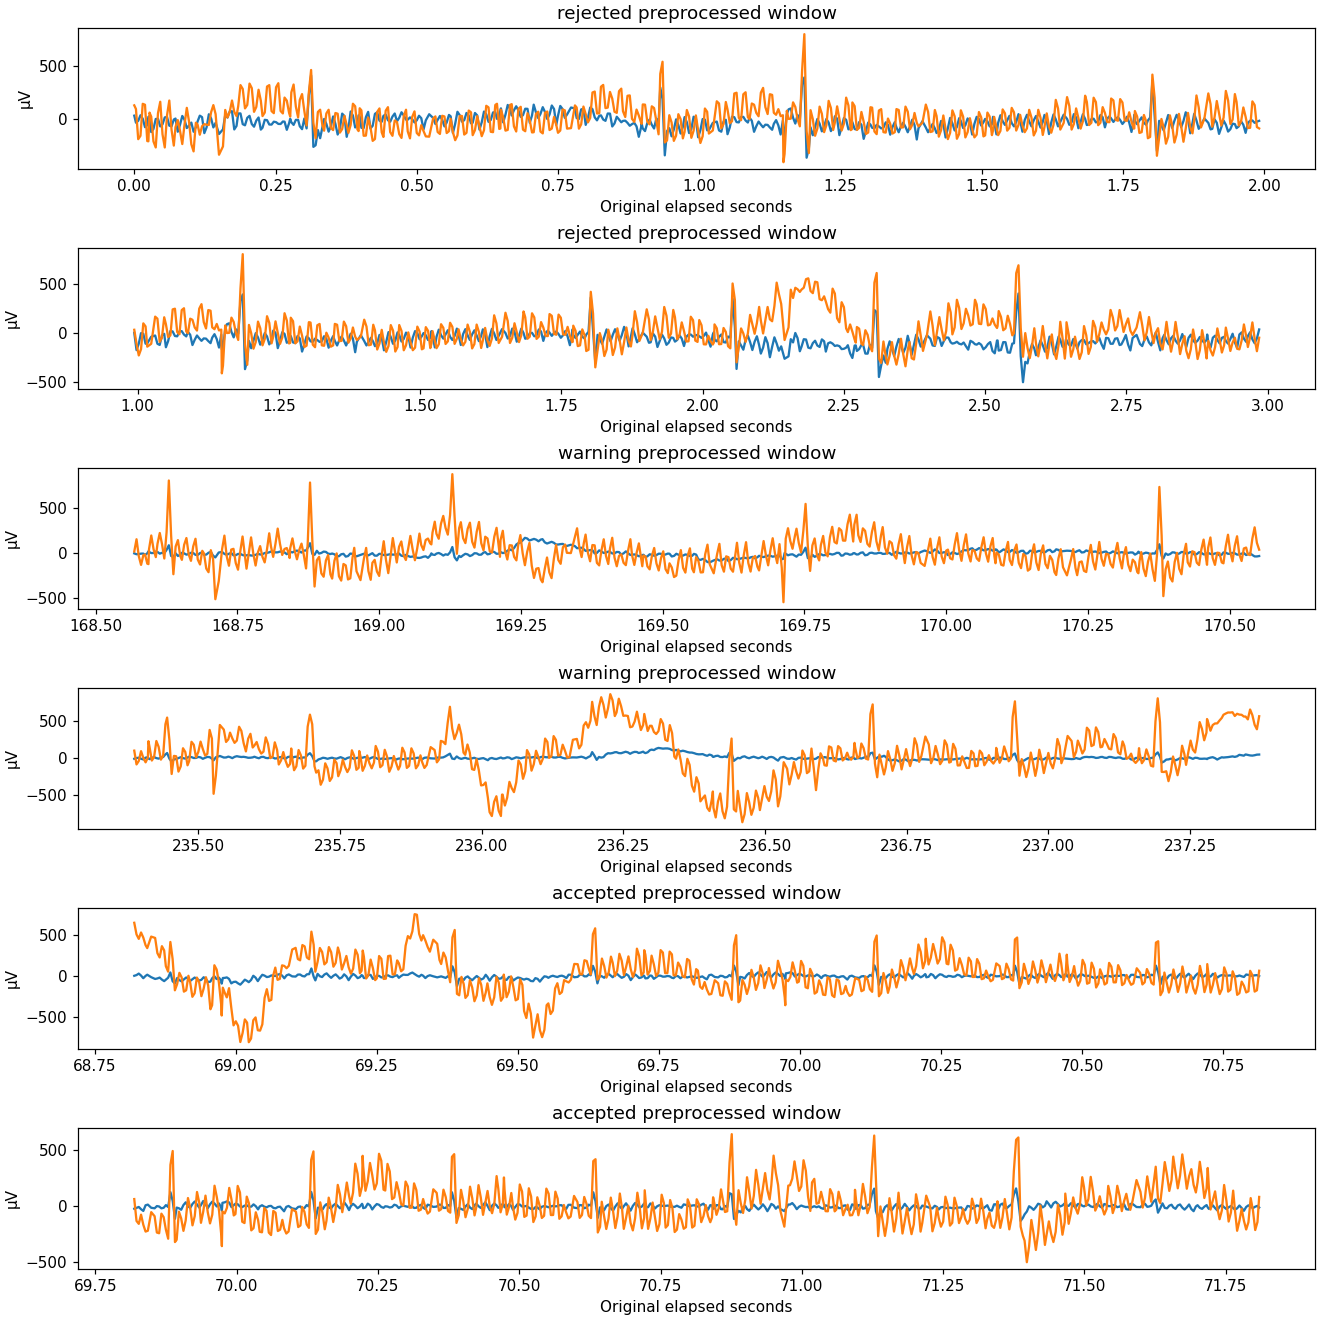 rejected preprocessed window
µV
500
0
0.00 0.25 0.50 0.75 1.00 1.25 1.50 1.75 2.00
Original elapsed seconds
rejected preprocessed window
µV
500
0
−500
1.00 1.25 1.50 1.75 2.00 2.25 2.50 2.75 3.00
Original elapsed seconds
warning preprocessed window
µV
500
0
−500
168.50 168.75 169.00 169.25 169.50 169.75 170.00 170.25 170.50
Original elapsed seconds
warning preprocessed window
µV
500
0
−500
235.50 235.75 236.00 236.25 236.50 236.75 237.00 237.25
Original elapsed seconds
accepted preprocessed window
µV
500
0
−500
68.75 69.00 69.25 69.50 69.75 70.00 70.25 70.50 70.75
Original elapsed seconds
accepted preprocessed window
µV
500
0
−500
69.75 70.00 70.25 70.50 70.75 71.00 71.25 71.50 71.75
Original elapsed seconds